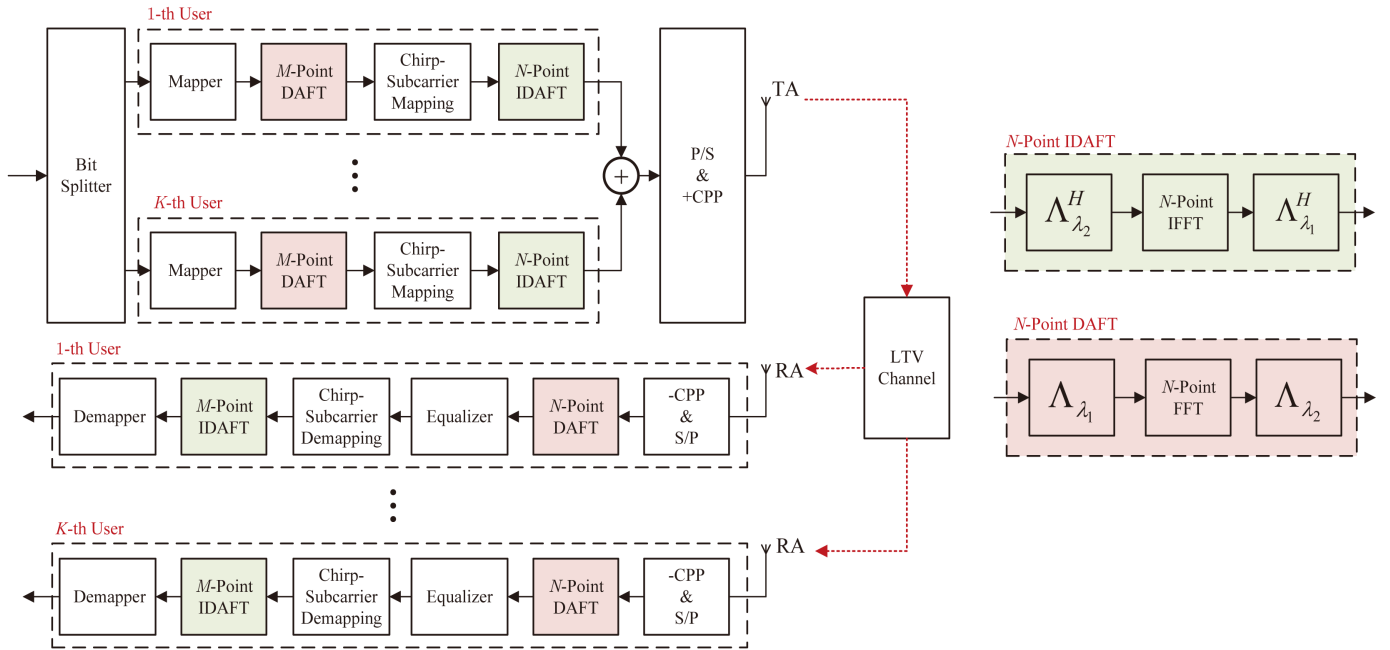 1-th User
Bit
Splitter
Mapper
M-Point
DAFT
Chirp-
Subcarrier
Mapping
N-Point
IDAFT
K-th User
Mapper
M-Point
DAFT
Chirp-
Subcarrier
Mapping
N-Point
IDAFT
+
P/S
&
+CPP
TA
LTV
Channel
1-th User
Demapper
M-Point
IDAFT
Chirp-
Subcarrier
Demapping
Equalizer
N-Point
DAFT
-CPP
&
S/P
RA
K-th User
Demapper
M-Point
IDAFT
Chirp-
Subcarrier
Demapping
Equalizer
N-Point
DAFT
-CPP
&
S/P
RA
N-Point IDAFT
Λ^H_λ₂
N-Point
IFFT
Λ^H_λ₁
N-Point DAFT
Λ_λ₁
N-Point
FFT
Λ_λ₂